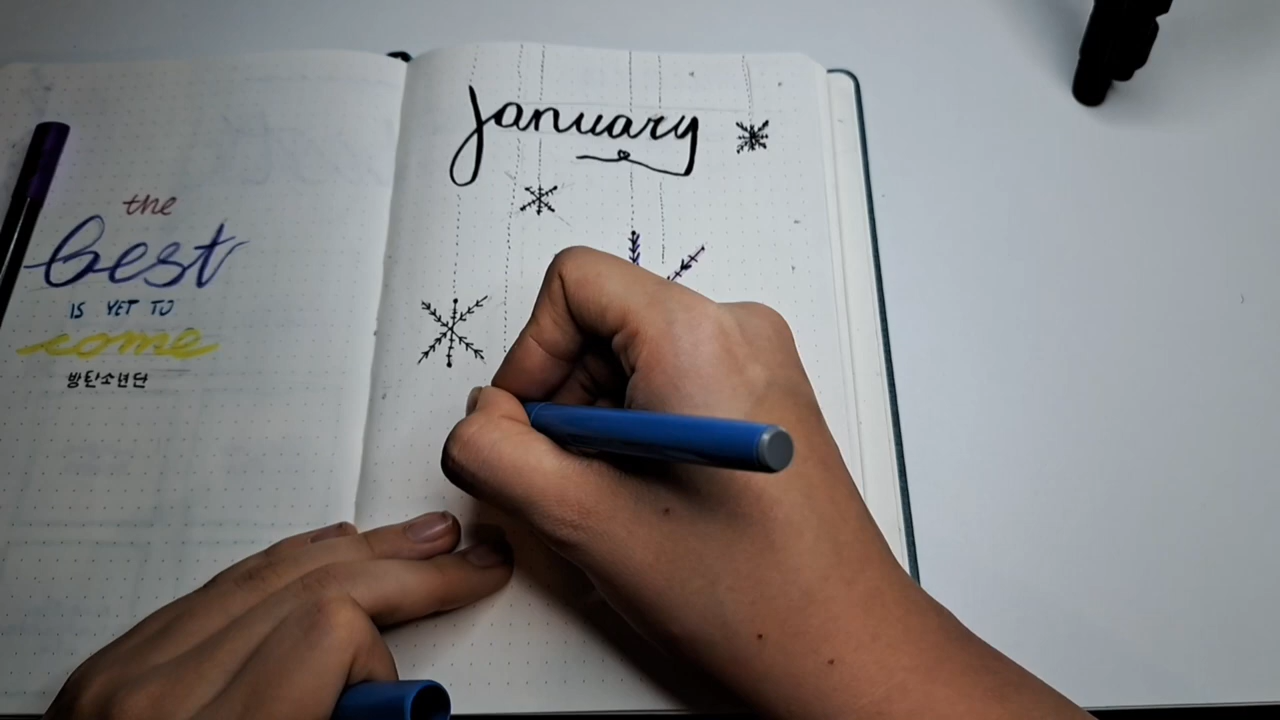 the
best
IS YET TO
come
방탄소년단
january